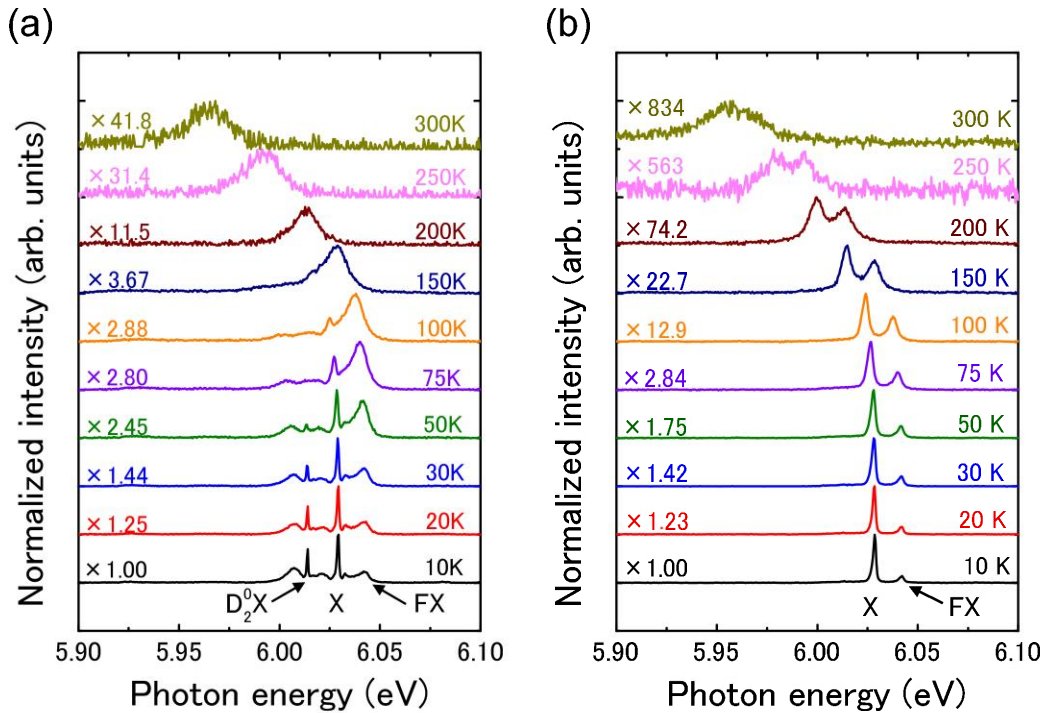 (a)
Normalized intensity (arb. units)
×41.8 300K
×31.4 250K
×11.5 200K
×3.67 150K
×2.88 100K
×2.80 75K
×2.45 50K
×1.44 30K
×1.25 20K
×1.00 10K
D⁰₂X X FX
5.90 5.95 6.00 6.05 6.10
Photon energy (eV)
(b)
Normalized intensity (arb. units)
×834 300 K
×563 250 K
×74.2 200 K
×22.7 150 K
×12.9 100 K
×2.84 75 K
×1.75 50 K
×1.42 30 K
×1.23 20 K
×1.00 10 K
X FX
5.90 5.95 6.00 6.05 6.10
Photon energy (eV)